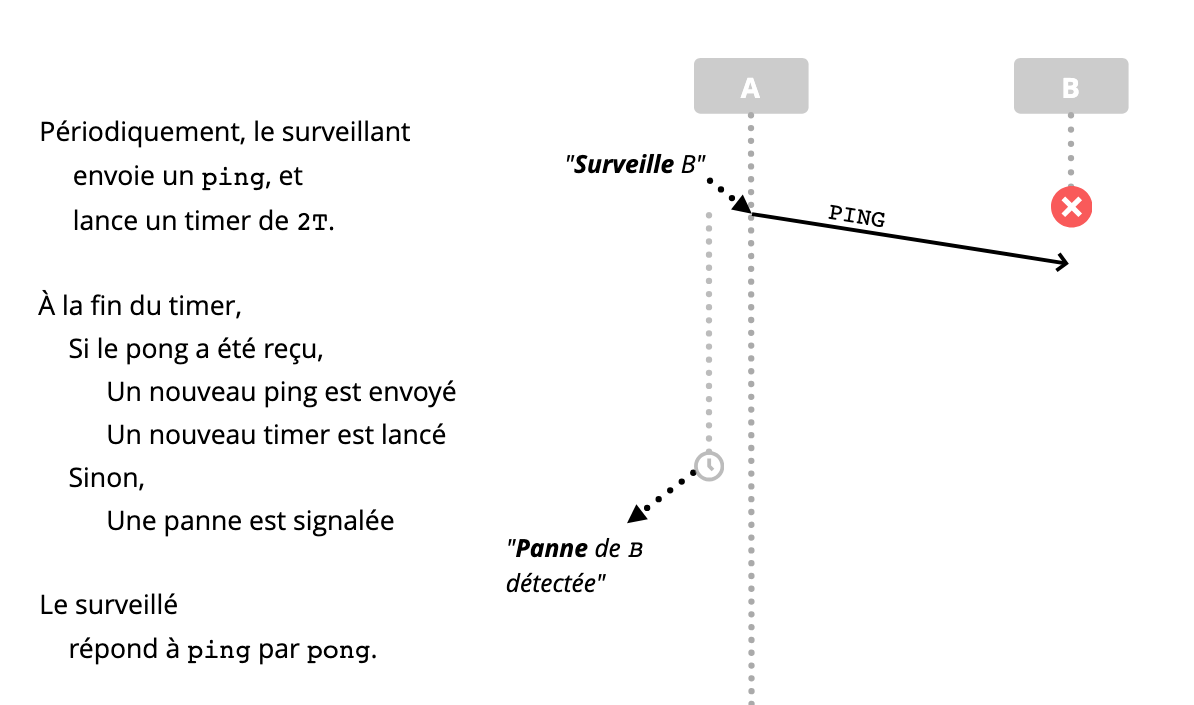 Périodiquement, le surveillant
envoie un ping, et
lance un timer de 2T.
À la fin du timer,
Si le pong a été reçu,
Un nouveau ping est envoyé
Un nouveau timer est lancé
Sinon,
Une panne est signalée
Le surveillé
répond à ping par pong.
A
B
"Surveille B"
PING
"Panne de B
détectée"